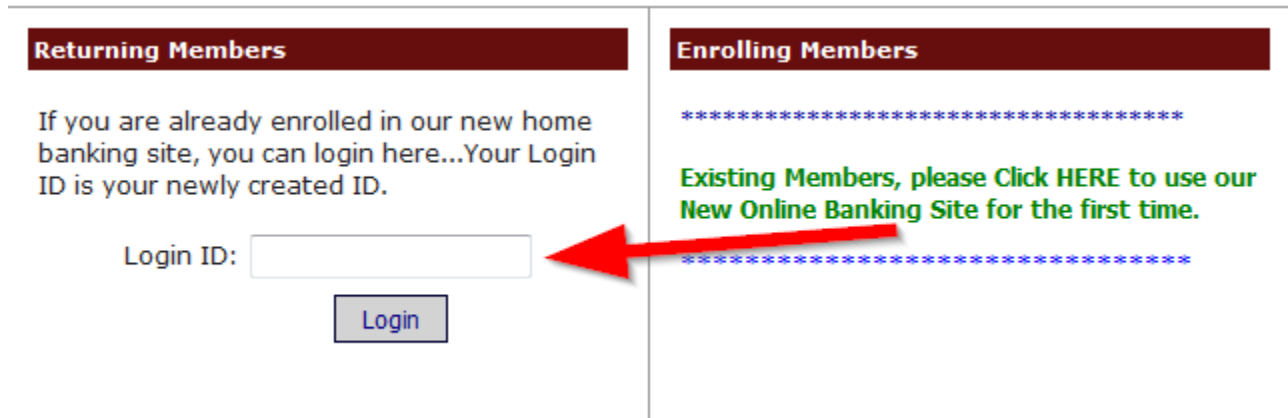 Returning Members
If you are already enrolled in our new home
banking site, you can login here...Your Login
ID is your newly created ID.
Login ID:
Login
Enrolling Members
************************************
Existing Members, please Click HERE to use our
New Online Banking Site for the first time.
********************************